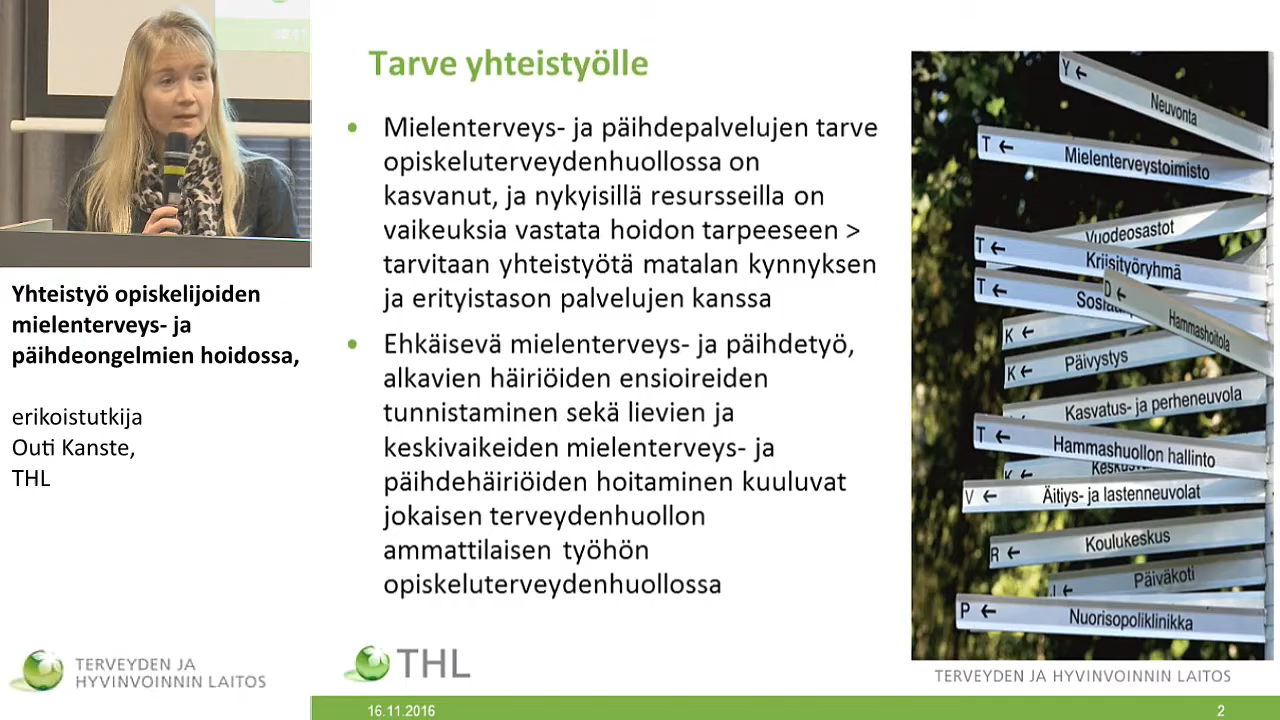 Yhteistyö opiskelijoiden
mielenterveys- ja
päihdeongelmien hoidossa,
erikoistutkija
Outi Kanste,
THL
TERVEYDEN JA
HYVINVOINNIN LAITOS
Tarve yhteistyölle
• Mielenterveys- ja päihdepalvelujen tarve
opiskeluterveydenhuollossa on
kasvanut, ja nykyisillä resursseilla on
vaikeuksia vastata hoidon tarpeeseen >
tarvitaan yhteistyötä matalan kynnyksen
ja erityistason palvelujen kanssa
• Ehkäisevä mielenterveys- ja päihdetyö,
alkavien häiriöiden ensioireiden
tunnistaminen sekä lievien ja
keskivaikeiden mielenterveys- ja
päihdehäiriöiden hoitaminen kuuluvat
jokaisen terveydenhuollon
ammattilaisen työhön
opiskeluterveydenhuollossa
THL
16.11.2016
Y ← Neuvonta
T ← Mielenterveystoimisto
Vuodeosastot
T ← Kriisityöryhmä
T ←
D ← Hammashoitola
K ←
K ← Päivystys
Kasvatus- ja perheneuvola
T ← Hammashuollon hallinto
K ←
V ← Äitiys- ja lastenneuvolat
R ← Koulukeskus
← Päiväkoti
P ← Nuorisopoliklinikka
TERVEYDEN JA HYVINVOINNIN LAITOS
2